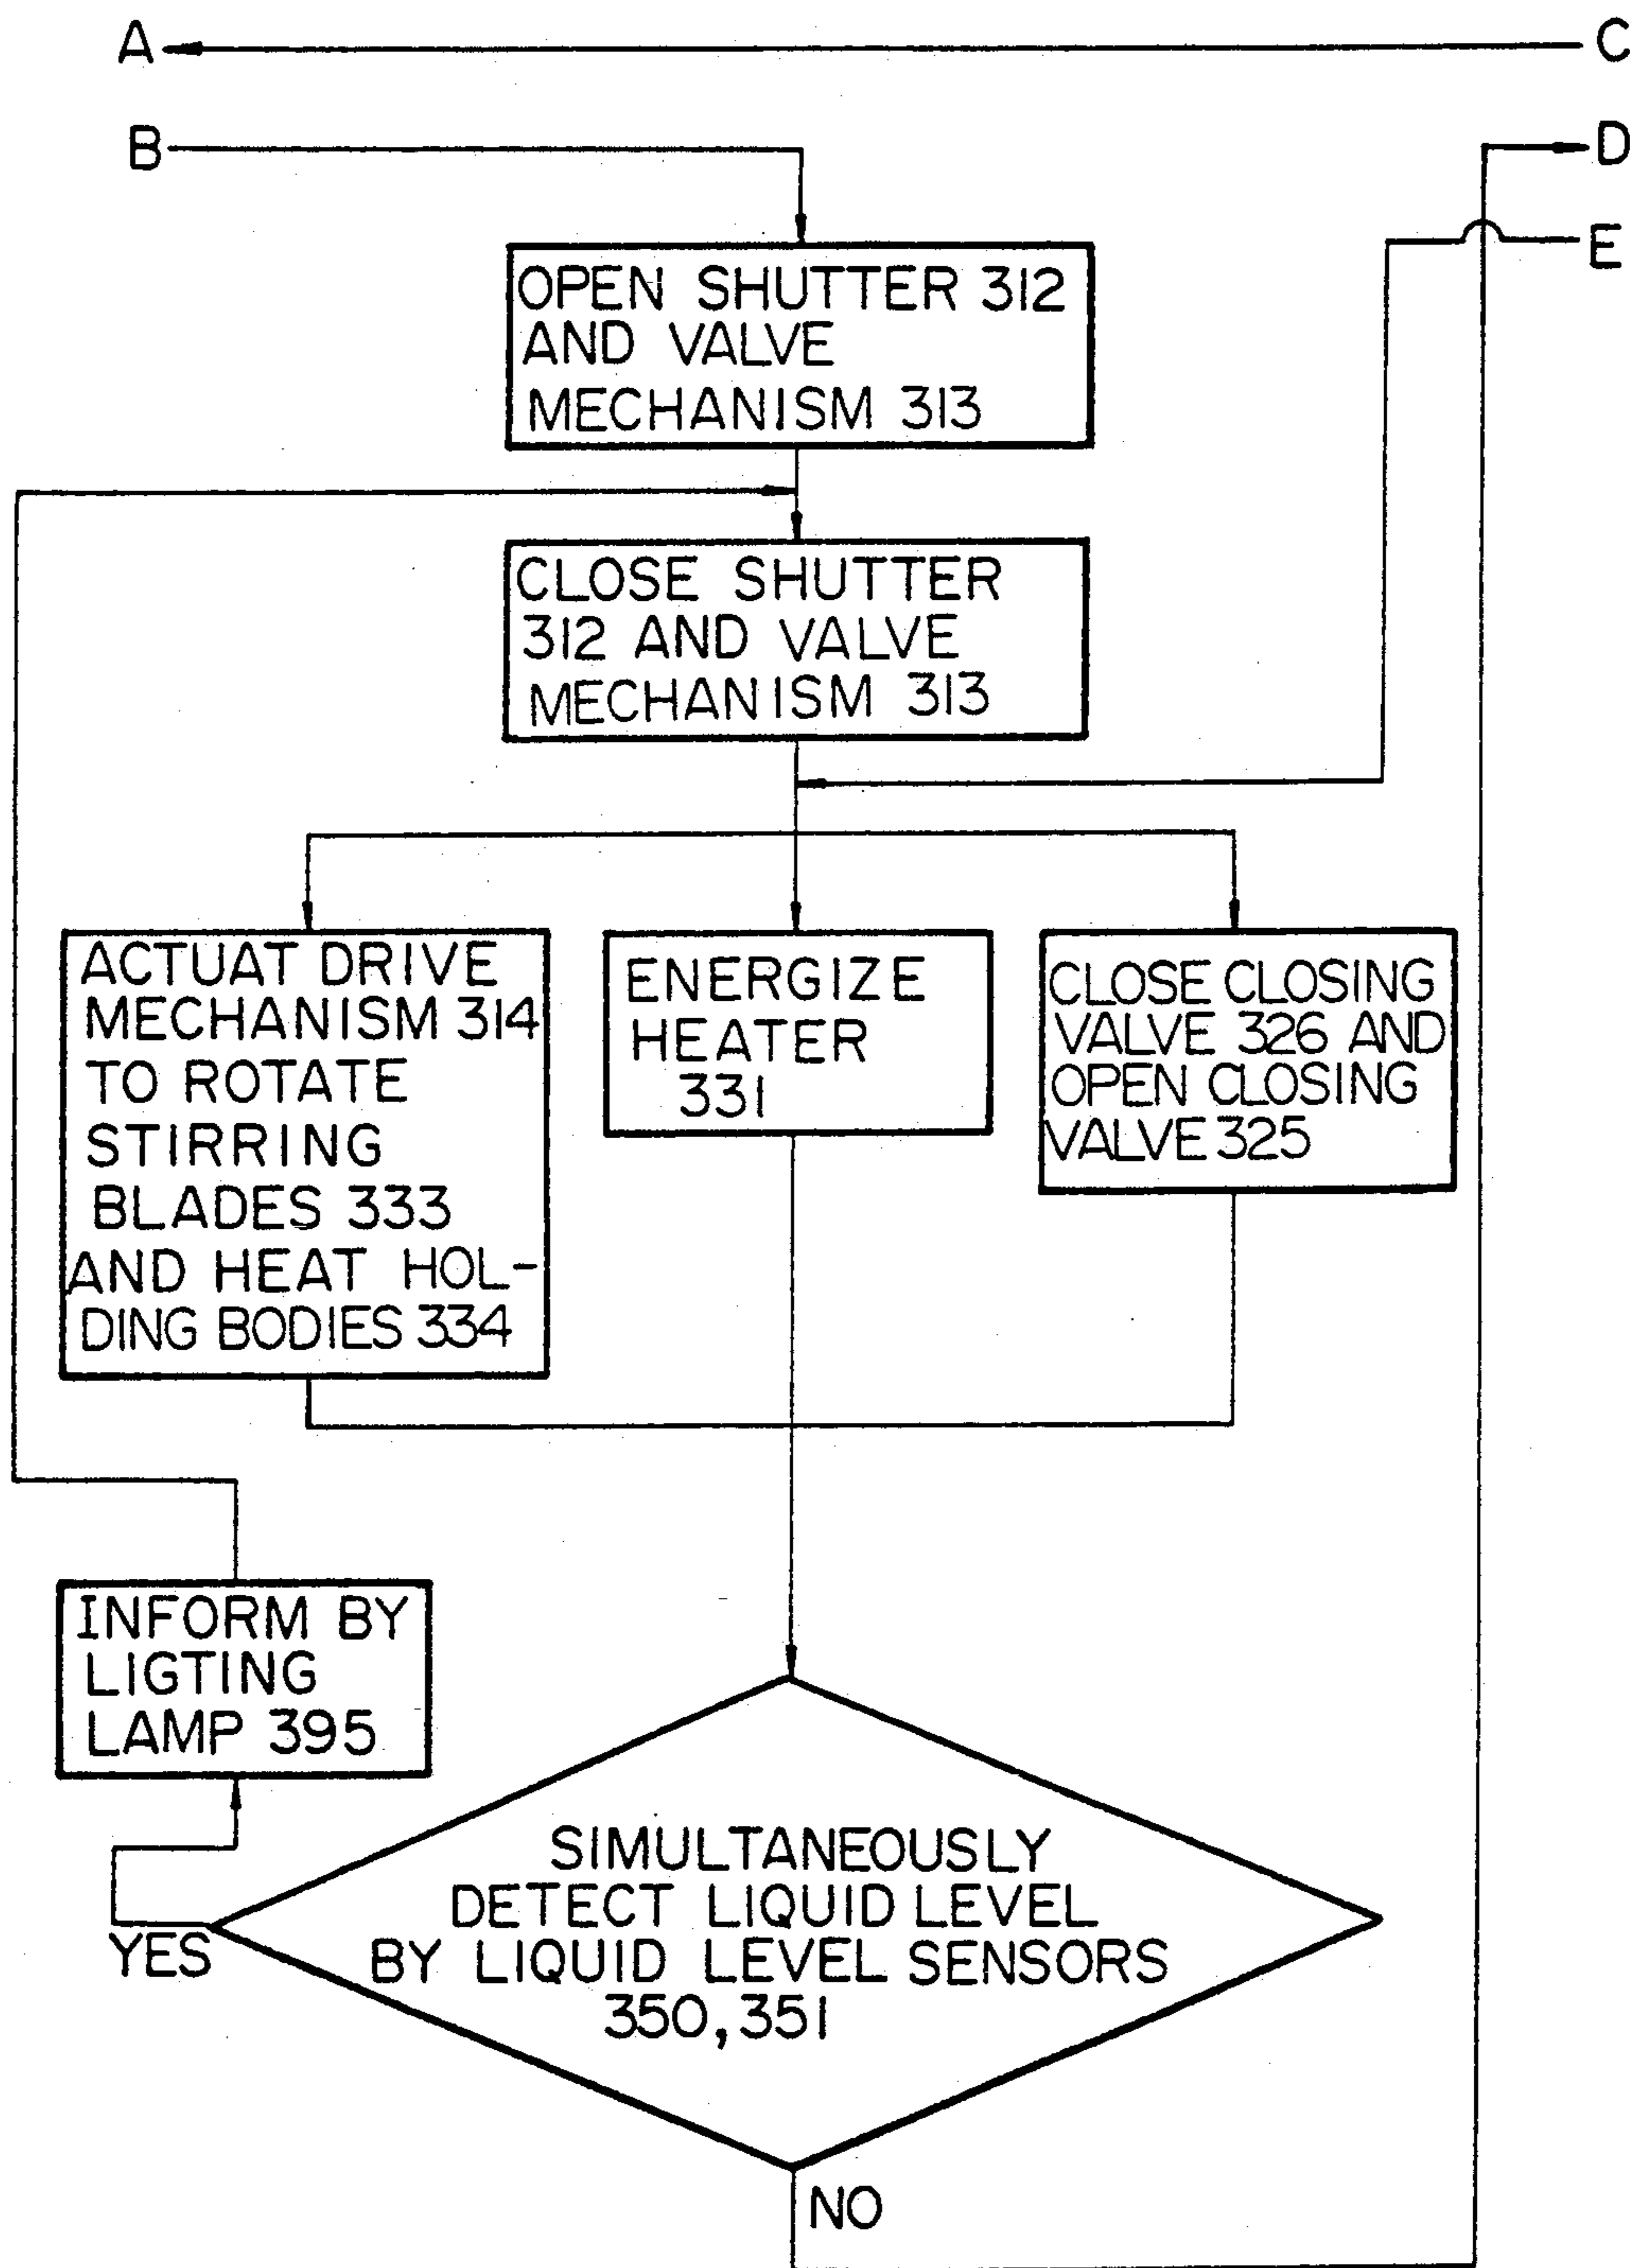 A
C
B
D
E
OPEN SHUTTER 312
AND VALVE
MECHANISM 313
CLOSE SHUTTER
312 AND VALVE
MECHANISM 313
ACTUAT DRIVE
MECHANISM 314
TO ROTATE
STIRRING
BLADES 333
AND HEAT HOL-
DING BODIES 334
ENERGIZE
HEATER
331
CLOSE CLOSING
VALVE 326 AND
OPEN CLOSING
VALVE 325
INFORM BY
LIGTING
LAMP 395
SIMULTANEOUSLY
DETECT LIQUID LEVEL
BY LIQUID LEVEL SENSORS
350, 351
YES
NO